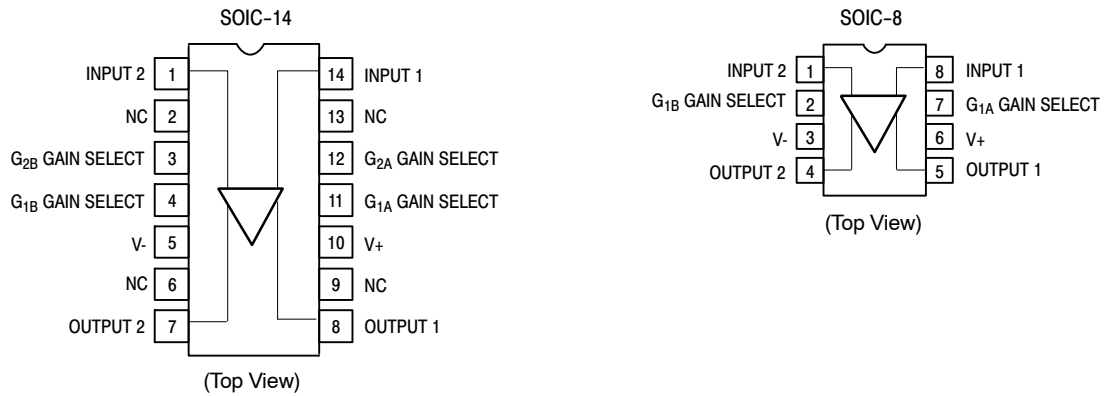 SOIC-14
INPUT 2 1 14 INPUT 1
NC 2 13 NC
G2B GAIN SELECT 3 12 G2A GAIN SELECT
G1B GAIN SELECT 4 11 G1A GAIN SELECT
V- 5 10 V+
NC 6 9 NC
OUTPUT 2 7 8 OUTPUT 1
(Top View)
SOIC-8
INPUT 2 1 8 INPUT 1
G1B GAIN SELECT 2 7 G1A GAIN SELECT
V- 3 6 V+
OUTPUT 2 4 5 OUTPUT 1
(Top View)